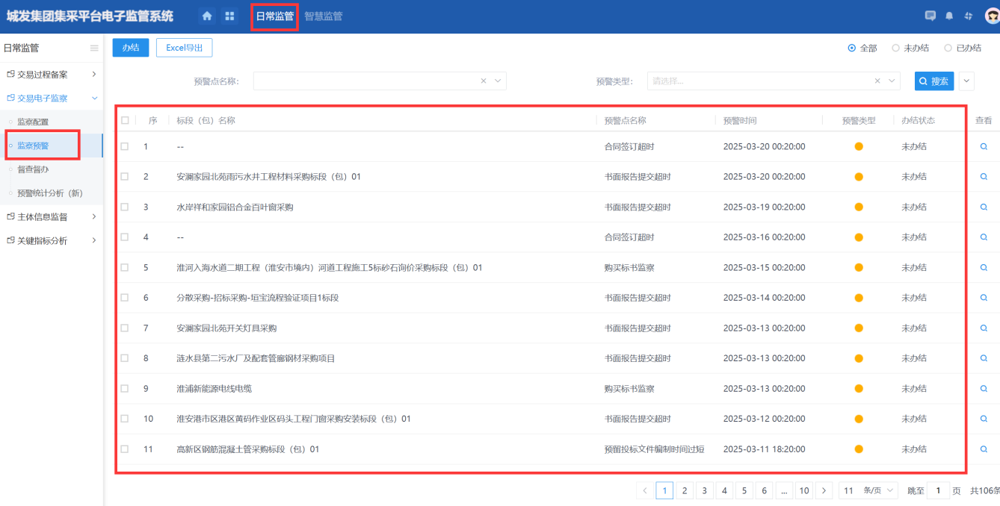 城发集团集采平台电子监管系统 日常监管 智慧监管
日常监管
交易过程备案
交易电子监察
监察配置
监察预警
督查督办
预警统计分析（新）
主体信息监督
关键指标分析
办结 Excel导出 全部 未办结 已办结
预警点名称： 预警类型： 请选择... 搜索
序 标段（包）名称 预警点名称 预警时间 预警类型 办结状态 查看
1 -- 合同签订超时 2025-03-20 00:20:00 未办结
2 安澜家园北苑雨污水井工程材料采购标段（包）01 书面报告提交超时 2025-03-20 00:20:00 未办结
3 水岸祥和家园铝合金百叶窗采购 书面报告提交超时 2025-03-19 00:20:00 未办结
4 -- 合同签订超时 2025-03-16 00:20:00 未办结
5 淮河入海水道二期工程（淮安市境内）河道工程施工5标砂石询价采购标段（包）01 购买标书监察 2025-03-15 00:20:00 未办结
6 分散采购-招标采购-垣宝流程验证项目1标段 书面报告提交超时 2025-03-14 00:20:00 未办结
7 安澜家园北苑开关灯具采购 书面报告提交超时 2025-03-13 00:20:00 未办结
8 涟水县第二污水厂及配套管廊钢材采购项目 书面报告提交超时 2025-03-13 00:20:00 未办结
9 淮浦新能源电线电缆 购买标书监察 2025-03-13 00:20:00 未办结
10 淮安港市区港区黄码作业区码头工程门窗采购安装标段（包）01 书面报告提交超时 2025-03-12 00:20:00 未办结
11 高新区钢筋混凝土管采购标段（包）01 预留投标文件编制时间过短 2025-03-11 18:20:00 未办结
1 2 3 4 5 6 ... 10 11 条/页 跳至 1 页 共106条